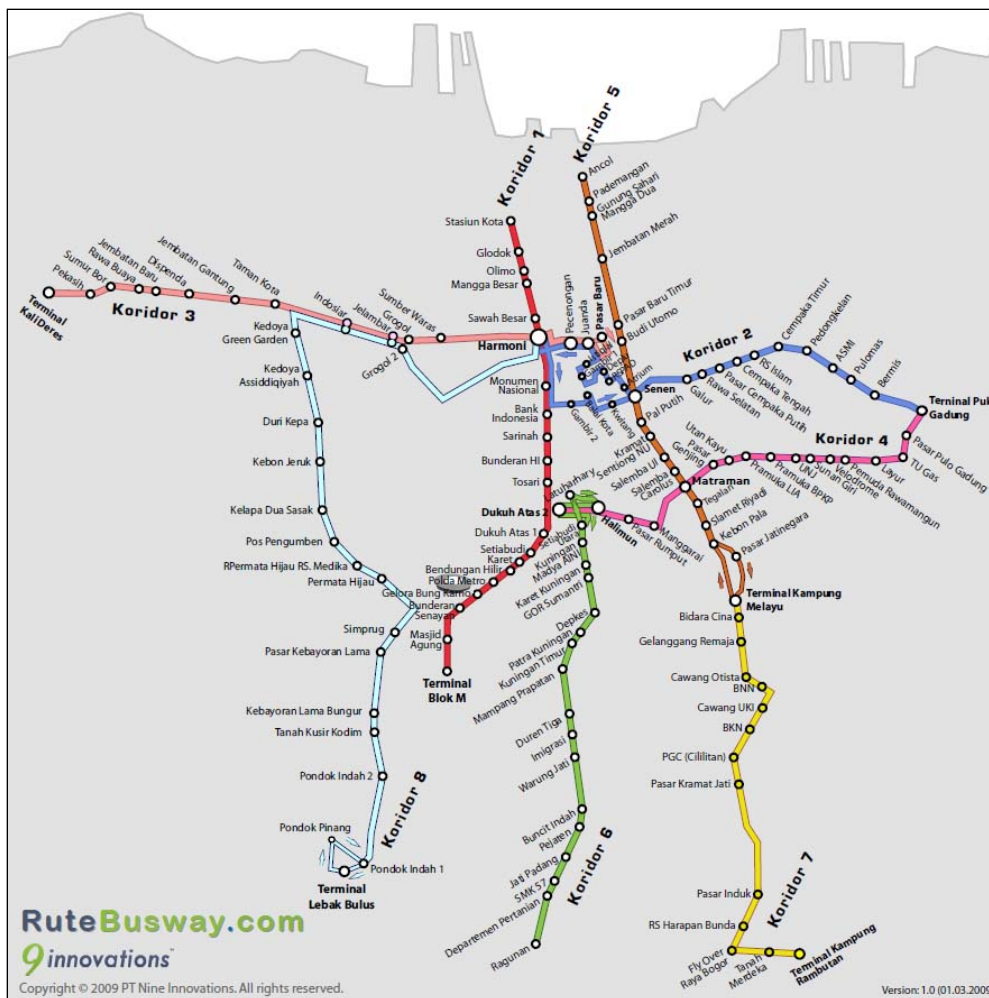 Koridor 1
Koridor 5
Ancol
Pademangan
Gunung Sahari
Mangga Dua
Jembatan Merah
Pasar Baru Timur
Budi Utomo
Stasiun Kota
Glodok
Olimo
Mangga Besar
Sawah Besar
Harmoni
Pecenongan
Juanda
Pasar Baru
Terminal
Kali Deres
Pekasih
Sumur Bor
Rawa Buaya
Jembatan Baru
Dispenda
Jembatan Gantung
Taman Kota
Indosiar
Jelambar
Grogol
Sumber Waras
Koridor 3
Grogol 2
Kedoya
Green Garden
Kedoya
Assiddiqiyah
Duri Kepa
Kebon Jeruk
Kelapa Dua Sasak
Pos Pengumben
RPermata Hijau RS. Medika
Permata Hijau
Simprug
Pasar Kebayoran Lama
Kebayoran Lama Bungur
Tanah Kusir Kodim
Pondok Indah 2
Koridor 8
Pondok Pinang
Pondok Indah 1
Terminal
Lebak Bulus
Monumen
Nasional
Bank
Indonesia
Sarinah
Bunderan HI
Tosari
Dukuh Atas 2
Dukuh Atas 1
Setiabudi
Karet
Bendungan Hilir
Polda Metro
Gelora Bung Karno
Bunderan
Senayan
Masjid
Agung
Terminal
Blok M
Gambir 1
Atrium
Senen
Gambir 2
Balai Kota
Kwitang
Koridor 2
Galur
Rawa Selatan
Pasar Cempaka Putih
Cempaka Tengah
RS Islam
Cempaka Timur
Pedongkelan
ASMI
Pulomas
Bermis
Terminal Pul
Gadung
Koridor 4
Pasar Pulo Gadung
TU Gas
Layur
Pemuda Rawamangun
Velodrome
Sunan Giri
UNJ
Pramuka BPKP
Pramuka LIA
Utan Kayu
Pasar
Genjing
Matraman
Pal Putih
Kramat
Sentiong NU
Salemba UI
Salemba
Carolus
Tegalan
Slamet Riyadi
Kebon Pala
Pasar Jatinegara
Manggarai
Pasar Rumput
Halimun
Latuharhary
Setiabudi
Utara
Kuningan
Madya AINI
Karet Kuningan
GOR Sumantri
Depkes
Patra Kuningan
Kuningan Timur
Mampang Prapatan
Duren Tiga
Imigrasi
Warung Jati
Buncit Indah
Pejaten
Jati Padang
SMK 57
Departemen Pertanian
Ragunan
Koridor 6
Terminal Kampung
Melayu
Bidara Cina
Gelanggang Remaja
Cawang Otista
BNN
Cawang UKI
BKN
PGC (Cililitan)
Pasar Kramat Jati
Pasar Induk
RS Harapan Bunda
Fly Over
Raya Bogor
Tanah
Merdeka
Terminal Kampung
Rambutan
Koridor 7
RuteBusway.com
9 innovations™
Copyright © 2009 PT Nine Innovations. All rights reserved.
Version: 1.0 (01.03.2009